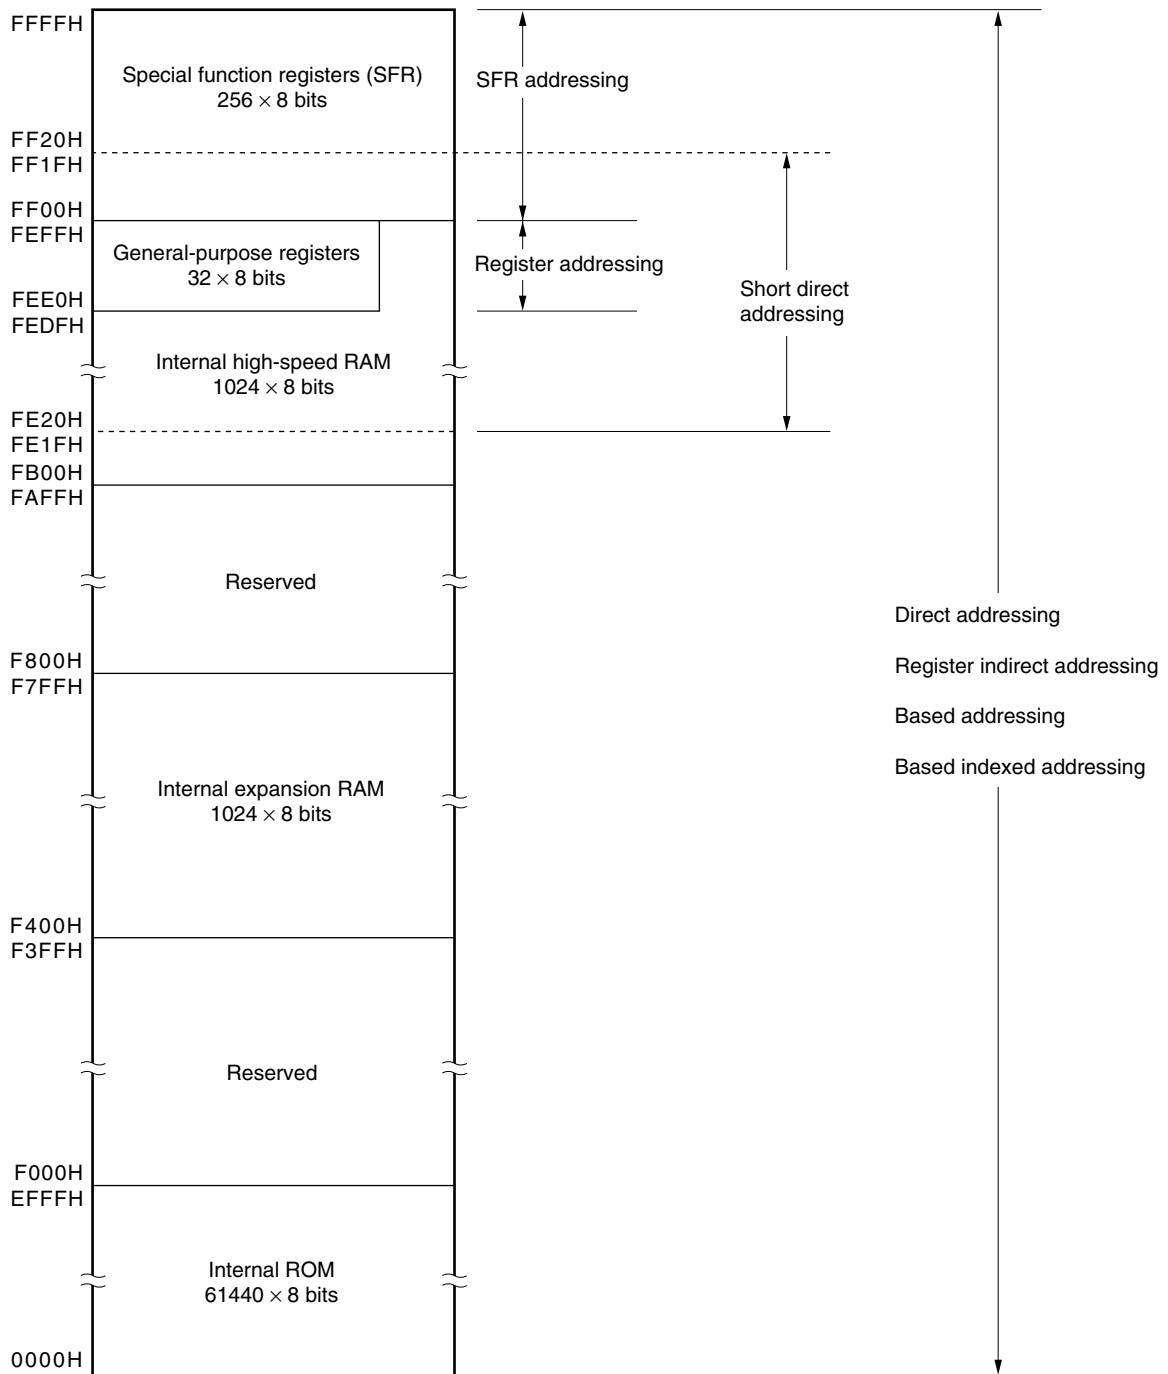 FFFFH
Special function registers (SFR)
256 × 8 bits
SFR addressing
FF20H
FF1FH
FF00H
FEFFH
General-purpose registers
32 × 8 bits
Register addressing
Short direct
addressing
FEE0H
FEDFH
Internal high-speed RAM
1024 × 8 bits
FE20H
FE1FH
FB00H
FAFFH
Reserved
Direct addressing
Register indirect addressing
Based addressing
Based indexed addressing
F800H
F7FFH
Internal expansion RAM
1024 × 8 bits
F400H
F3FFH
Reserved
F000H
EFFFH
Internal ROM
61440 × 8 bits
0000H